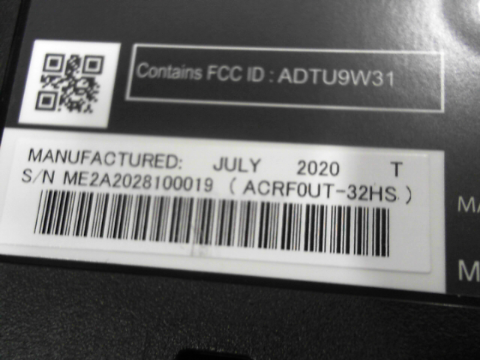 Contains FCC ID : ADTU9W31
MANUFACTURED: JULY 2020 T
S/N ME2A2028100019 ( ACRF0UT-32HS )